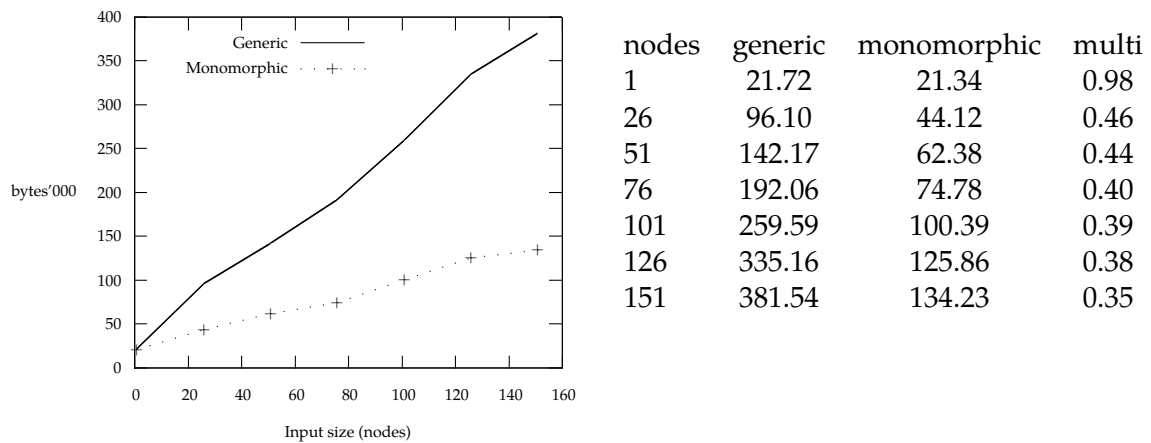 400
350
300
250
200
150
100
50
0
bytes’000
Generic
Monomorphic
0 20 40 60 80 100 120 140 160
Input size (nodes)
nodes generic monomorphic multi
1 21.72 21.34 0.98
26 96.10 44.12 0.46
51 142.17 62.38 0.44
76 192.06 74.78 0.40
101 259.59 100.39 0.39
126 335.16 125.86 0.38
151 381.54 134.23 0.35